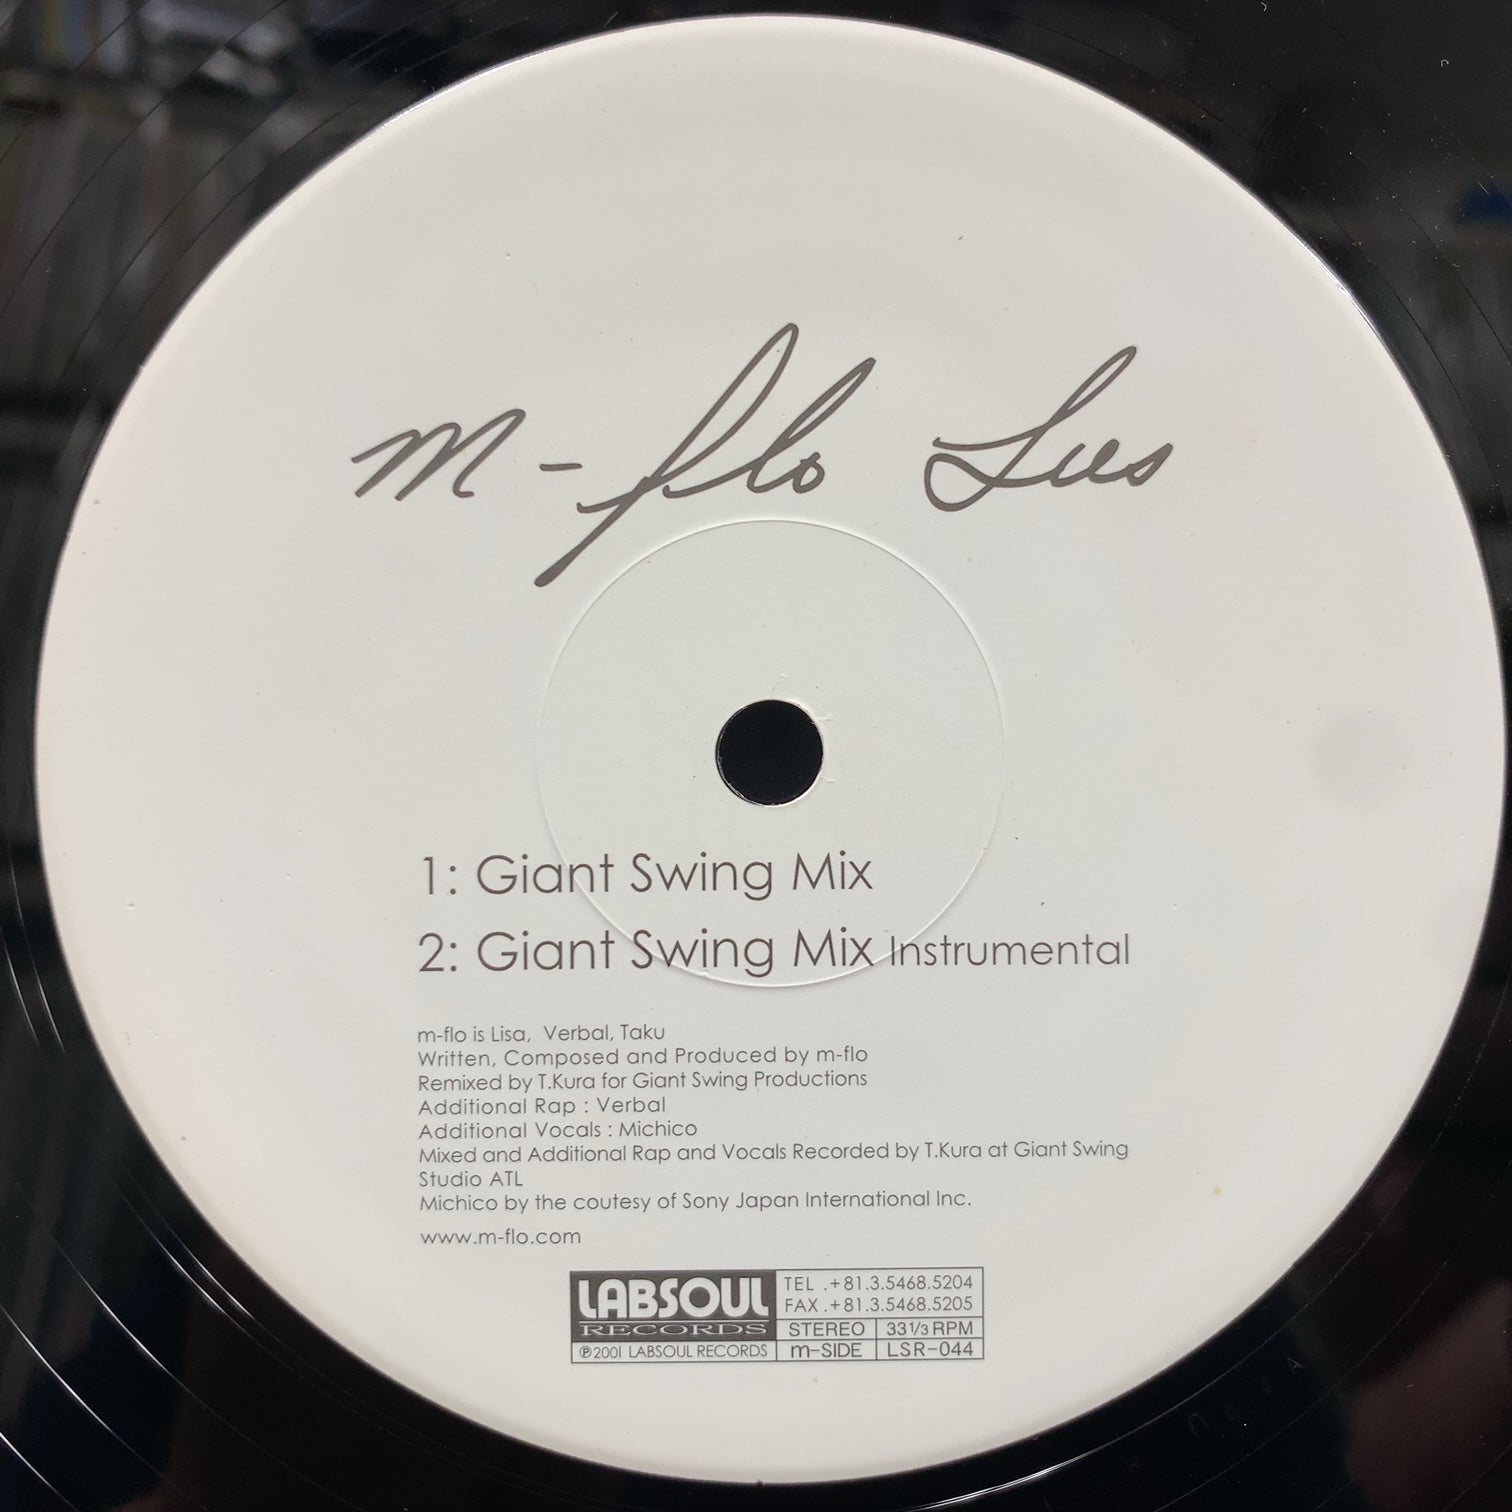 m-flo Lies
1: Giant Swing Mix
2: Giant Swing Mix Instrumental
m-flo is Lisa, Verbal, Taku
Written, Composed and Produced by m-flo
Remixed by T.Kura for Giant Swing Productions
Additional Rap : Verbal
Additional Vocals : Michico
Mixed and Additional Rap and Vocals Recorded by T.Kura at Giant Swing
Studio ATL
Michico by the coutesy of Sony Japan International Inc.
www.m-flo.com
LABSOUL
RECORDS
℗2001 LABSOUL RECORDS
TEL .+81.3.5468.5204
FAX .+81.3.5468.5205
STEREO 33 1/3 RPM
m-SIDE LSR-044